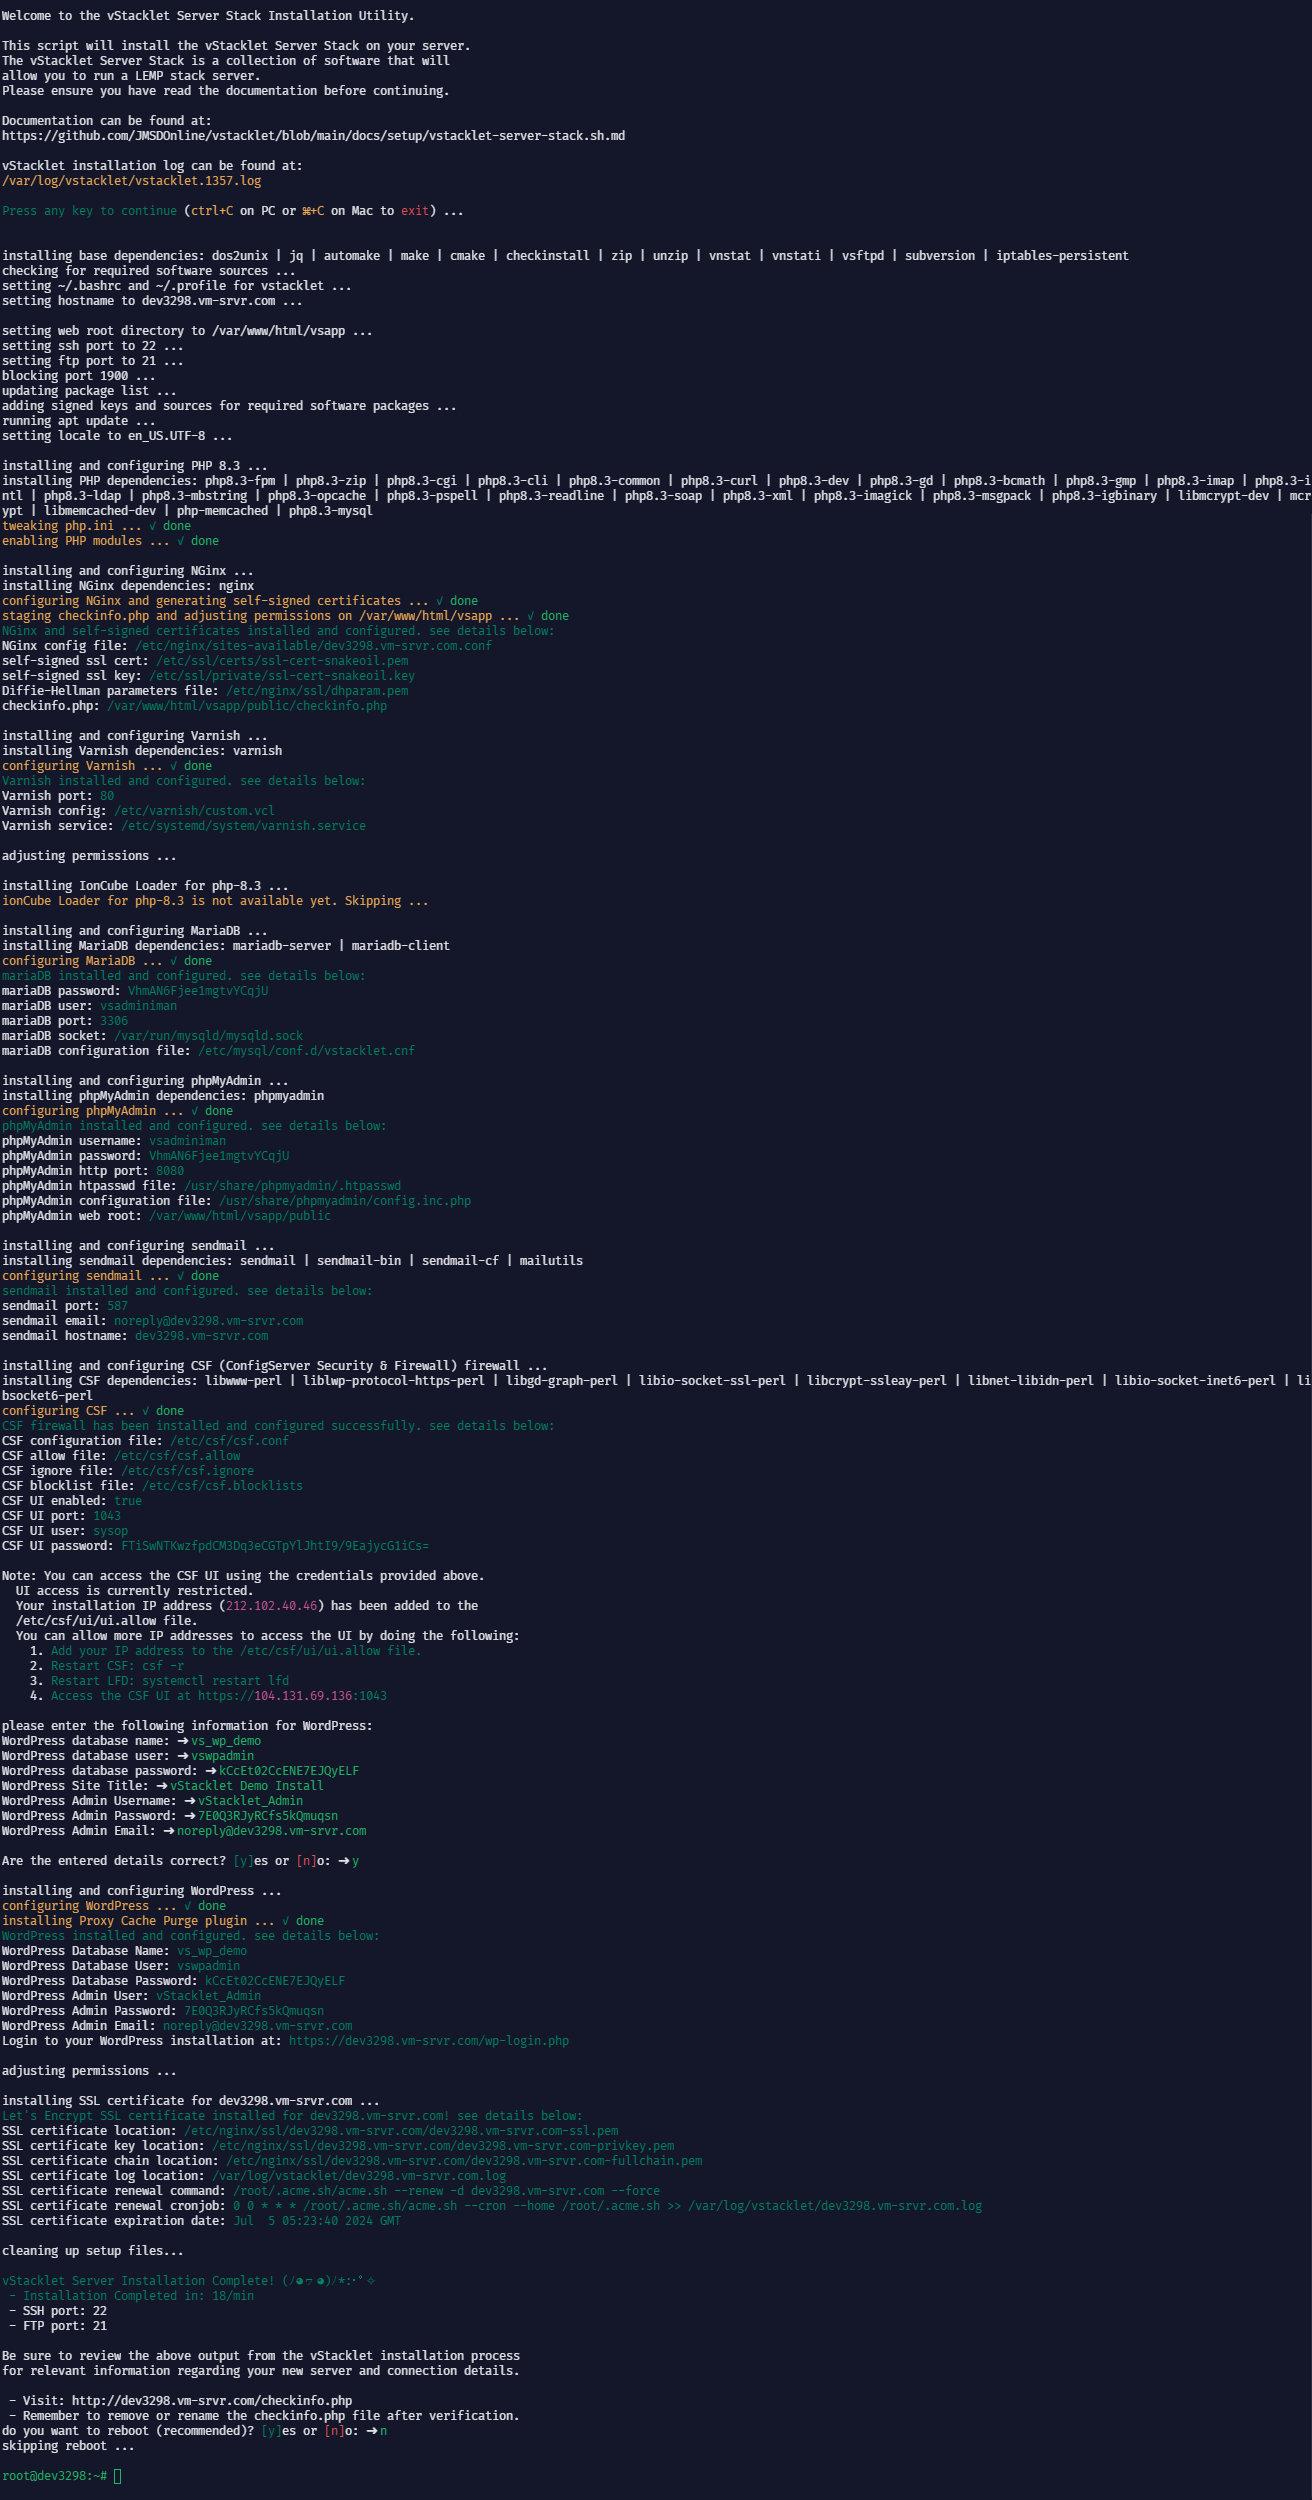 Welcome to the vStacklet Server Stack Installation Utility.
This script will install the vStacklet Server Stack on your server.
The vStacklet Server Stack is a collection of software that will
allow you to run a LEMP stack server.
Please ensure you have read the documentation before continuing.
Documentation can be found at:
https://github.com/JMSDOnline/vstacklet/blob/main/docs/setup/vstacklet-server-stack.sh.md
vStacklet installation log can be found at:
/var/log/vstacklet/vstacklet.1357.log
Press any key to continue (ctrl+C on PC or ⌘+C on Mac to exit) ...
installing base dependencies: dos2unix | jq | automake | make | cmake | checkinstall | zip | unzip | vnstat | vnstati | vsftpd | subversion | iptables-persistent
checking for required software sources ...
setting ~/.bashrc and ~/.profile for vstacklet ...
setting hostname to dev3298.vm-srvr.com ...
setting web root directory to /var/www/html/vsapp ...
setting ssh port to 22 ...
setting ftp port to 21 ...
blocking port 1900 ...
updating package list ...
adding signed keys and sources for required software packages ...
running apt update ...
setting locale to en_US.UTF-8 ...
installing and configuring PHP 8.3 ...
installing PHP dependencies: php8.3-fpm | php8.3-zip | php8.3-cgi | php8.3-cli | php8.3-common | php8.3-curl | php8.3-dev | php8.3-gd | php8.3-bcmath | php8.3-gmp | php8.3-imap | php8.3-i
ntl | php8.3-ldap | php8.3-mbstring | php8.3-opcache | php8.3-pspell | php8.3-readline | php8.3-soap | php8.3-xml | php8.3-imagick | php8.3-msgpack | php8.3-igbinary | libmcrypt-dev | mcr
ypt | libmemcached-dev | php-memcached | php8.3-mysql
tweaking php.ini ... √ done
enabling PHP modules ... √ done
installing and configuring NGinx ...
installing NGinx dependencies: nginx
configuring NGinx and generating self-signed certificates ... √ done
staging checkinfo.php and adjusting permissions on /var/www/html/vsapp ... √ done
NGinx and self-signed certificates installed and configured. see details below:
NGinx config file: /etc/nginx/sites-available/dev3298.vm-srvr.com.conf
self-signed ssl cert: /etc/ssl/certs/ssl-cert-snakeoil.pem
self-signed ssl key: /etc/ssl/private/ssl-cert-snakeoil.key
Diffie-Hellman parameters file: /etc/nginx/ssl/dhparam.pem
checkinfo.php: /var/www/html/vsapp/public/checkinfo.php
installing and configuring Varnish ...
installing Varnish dependencies: varnish
configuring Varnish ... √ done
Varnish installed and configured. see details below:
Varnish port: 80
Varnish config: /etc/varnish/custom.vcl
Varnish service: /etc/systemd/system/varnish.service
adjusting permissions ...
installing IonCube Loader for php-8.3 ...
ionCube Loader for php-8.3 is not available yet. Skipping ...
installing and configuring MariaDB ...
installing MariaDB dependencies: mariadb-server | mariadb-client
configuring MariaDB ... √ done
mariaDB installed and configured. see details below:
mariaDB password: VhmAN6Fjee1mgtvYCqjU
mariaDB user: vsadminiman
mariaDB port: 3306
mariaDB socket: /var/run/mysqld/mysqld.sock
mariaDB configuration file: /etc/mysql/conf.d/vstacklet.cnf
installing and configuring phpMyAdmin ...
installing phpMyAdmin dependencies: phpmyadmin
configuring phpMyAdmin ... √ done
phpMyAdmin installed and configured. see details below:
phpMyAdmin username: vsadminiman
phpMyAdmin password: VhmAN6Fjee1mgtvYCqjU
phpMyAdmin http port: 8080
phpMyAdmin htpasswd file: /usr/share/phpmyadmin/.htpasswd
phpMyAdmin configuration file: /usr/share/phpmyadmin/config.inc.php
phpMyAdmin web root: /var/www/html/vsapp/public
installing and configuring sendmail ...
installing sendmail dependencies: sendmail | sendmail-bin | sendmail-cf | mailutils
configuring sendmail ... √ done
sendmail installed and configured. see details below:
sendmail port: 587
sendmail email: noreply@dev3298.vm-srvr.com
sendmail hostname: dev3298.vm-srvr.com
installing and configuring CSF (ConfigServer Security & Firewall) firewall ...
installing CSF dependencies: libwww-perl | liblwp-protocol-https-perl | libgd-graph-perl | libio-socket-ssl-perl | libcrypt-ssleay-perl | libnet-libidn-perl | libio-socket-inet6-perl | li
bsocket6-perl
configuring CSF ... √ done
CSF firewall has been installed and configured successfully. see details below:
CSF configuration file: /etc/csf/csf.conf
CSF allow file: /etc/csf/csf.allow
CSF ignore file: /etc/csf/csf.ignore
CSF blocklist file: /etc/csf/csf.blocklists
CSF UI enabled: true
CSF UI port: 1043
CSF UI user: sysop
CSF UI password: FTiSwNTKwzfpdCM3Dq3eCGTpYlJhtI9/9EajycG1iCs=
Note: You can access the CSF UI using the credentials provided above.
UI access is currently restricted.
Your installation IP address (212.102.40.46) has been added to the
/etc/csf/ui/ui.allow file.
You can allow more IP addresses to access the UI by doing the following:
1. Add your IP address to the /etc/csf/ui/ui.allow file.
2. Restart CSF: csf -r
3. Restart LFD: systemctl restart lfd
4. Access the CSF UI at https://104.131.69.136:1043
please enter the following information for WordPress:
WordPress database name: ➜ vs_wp_demo
WordPress database user: ➜ vswpadmin
WordPress database password: ➜ kCcEt02CcENE7EJQyELF
WordPress Site Title: ➜ vStacklet Demo Install
WordPress Admin Username: ➜ vStacklet_Admin
WordPress Admin Password: ➜ 7E0Q3RJyRCfs5kQmuqsn
WordPress Admin Email: ➜ noreply@dev3298.vm-srvr.com
Are the entered details correct? [y]es or [n]o: ➜ y
installing and configuring WordPress ...
configuring WordPress ... √ done
installing Proxy Cache Purge plugin ... √ done
WordPress installed and configured. see details below:
WordPress Database Name: vs_wp_demo
WordPress Database User: vswpadmin
WordPress Database Password: kCcEt02CcENE7EJQyELF
WordPress Admin User: vStacklet_Admin
WordPress Admin Password: 7E0Q3RJyRCfs5kQmuqsn
WordPress Admin Email: noreply@dev3298.vm-srvr.com
Login to your WordPress installation at: https://dev3298.vm-srvr.com/wp-login.php
adjusting permissions ...
installing SSL certificate for dev3298.vm-srvr.com ...
Let's Encrypt SSL certificate installed for dev3298.vm-srvr.com! see details below:
SSL certificate location: /etc/nginx/ssl/dev3298.vm-srvr.com/dev3298.vm-srvr.com-ssl.pem
SSL certificate key location: /etc/nginx/ssl/dev3298.vm-srvr.com/dev3298.vm-srvr.com-privkey.pem
SSL certificate chain location: /etc/nginx/ssl/dev3298.vm-srvr.com/dev3298.vm-srvr.com-fullchain.pem
SSL certificate log location: /var/log/vstacklet/dev3298.vm-srvr.com.log
SSL certificate renewal command: /root/.acme.sh/acme.sh --renew -d dev3298.vm-srvr.com --force
SSL certificate renewal cronjob: 0 0 * * * /root/.acme.sh/acme.sh --cron --home /root/.acme.sh >> /var/log/vstacklet/dev3298.vm-srvr.com.log
SSL certificate expiration date: Jul  5 05:23:40 2024 GMT
cleaning up setup files...
vStacklet Server Installation Complete! (ﾉ◕ヮ◕)ﾉ*:･ﾟ✧
- Installation Completed in: 18/min
- SSH port: 22
- FTP port: 21
Be sure to review the above output from the vStacklet installation process
for relevant information regarding your new server and connection details.
- Visit: http://dev3298.vm-srvr.com/checkinfo.php
- Remember to remove or rename the checkinfo.php file after verification.
do you want to reboot (recommended)? [y]es or [n]o: ➜ n
skipping reboot ...
root@dev3298:~#